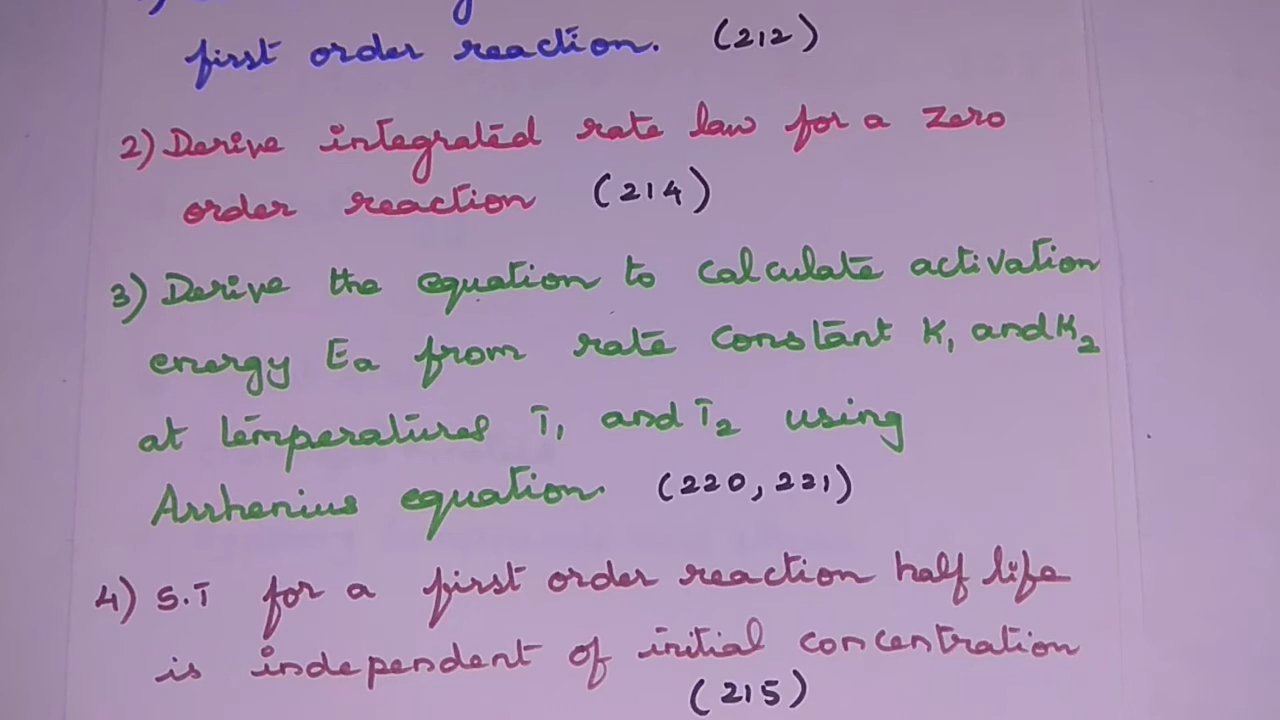 first order reaction. (212)
2) Derive integrated rate law for a zero
order reaction (214)
3) Derive the equation to calculate activation
energy Ea from rate constant K₁ and K₂
at temperatures T₁ and T₂ using
Arrhenius equation. (220, 221)
4) S.T for a first order reaction half life
is independent of initial concentration
(215)